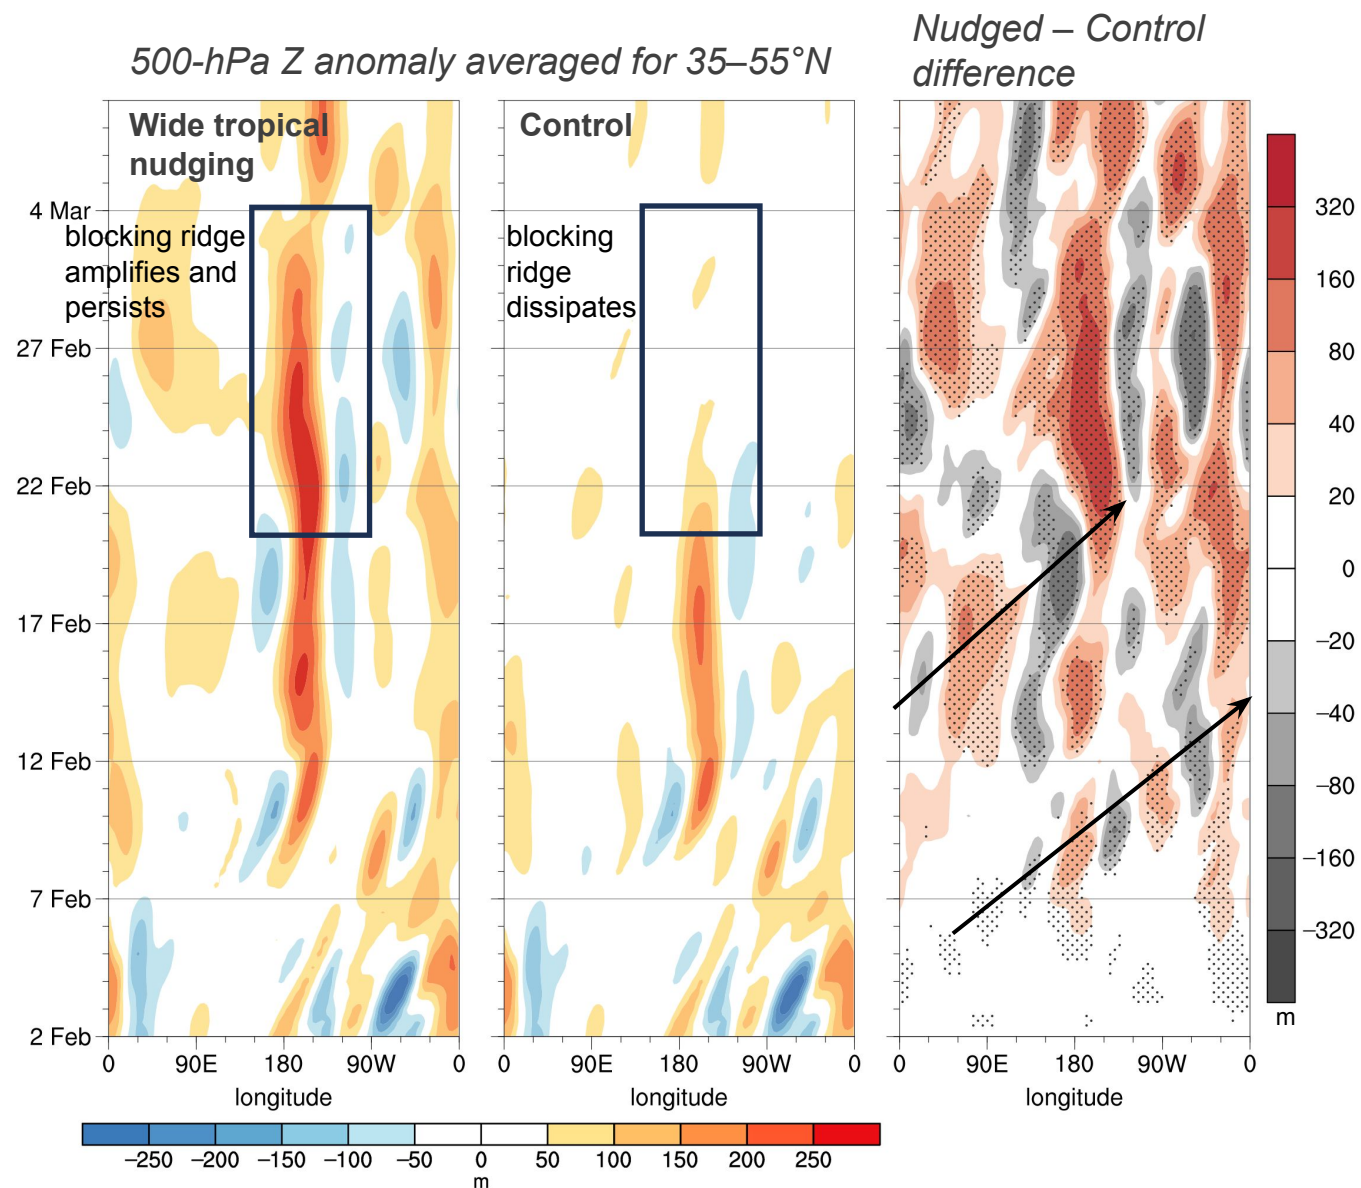 500-hPa Z anomaly averaged for 35–55°N
Nudged – Control
difference
Wide tropical
nudging
Control
4 Mar
27 Feb
22 Feb
17 Feb
12 Feb
7 Feb
2 Feb
blocking ridge
amplifies and
persists
blocking
ridge
dissipates
0 90E 180 90W 0
longitude
0 90E 180 90W 0
longitude
0 90E 180 90W 0
longitude
320
160
80
40
20
0
−20
−40
−80
−160
−320
m
−250 −200 −150 −100 −50 0 50 100 150 200 250
m